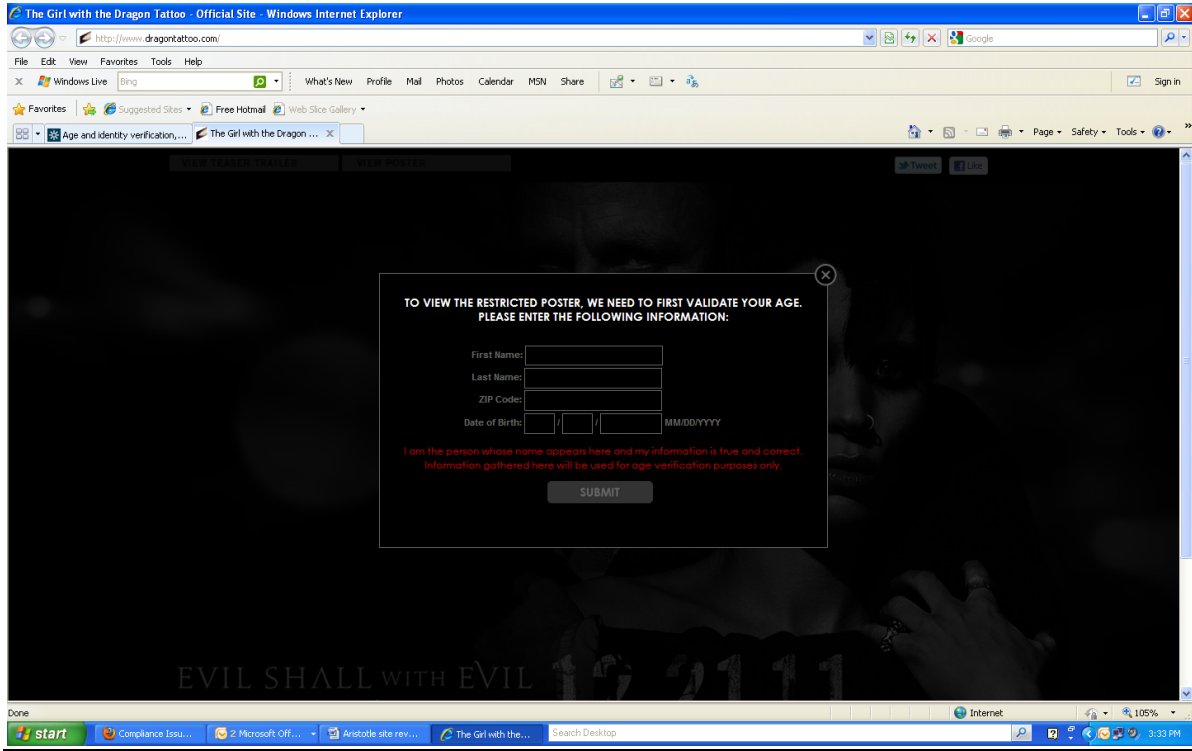 The Girl with the Dragon Tattoo - Official Site - Windows Internet Explorer
http://www.dragontattoo.com/
Google
File Edit View Favorites Tools Help
X Windows Live Bing What's New Profile Mail Photos Calendar MSN Share Sign in
Favorites Suggested Sites Free Hotmail Web Slice Gallery
Age and identity verification,... The Girl with the Dragon ... X Page Safety Tools »
VIEW TEASER TRAILER VIEW POSTER Tweet Like
TO VIEW THE RESTRICTED POSTER, WE NEED TO FIRST VALIDATE YOUR AGE.
PLEASE ENTER THE FOLLOWING INFORMATION:
First Name:
Last Name:
ZIP Code:
Date of Birth: / / MM/DD/YYYY
I am the person whose name appears here and my information is true and correct.
Information gathered here will be used for age verification purposes only.
SUBMIT
EVIL SHALL WITH EVIL 12.21.11
Done Internet 105%
start Compliance Issu... 2 Microsoft Off... Aristotle site rev... The Girl with the... Search Desktop 3:33 PM